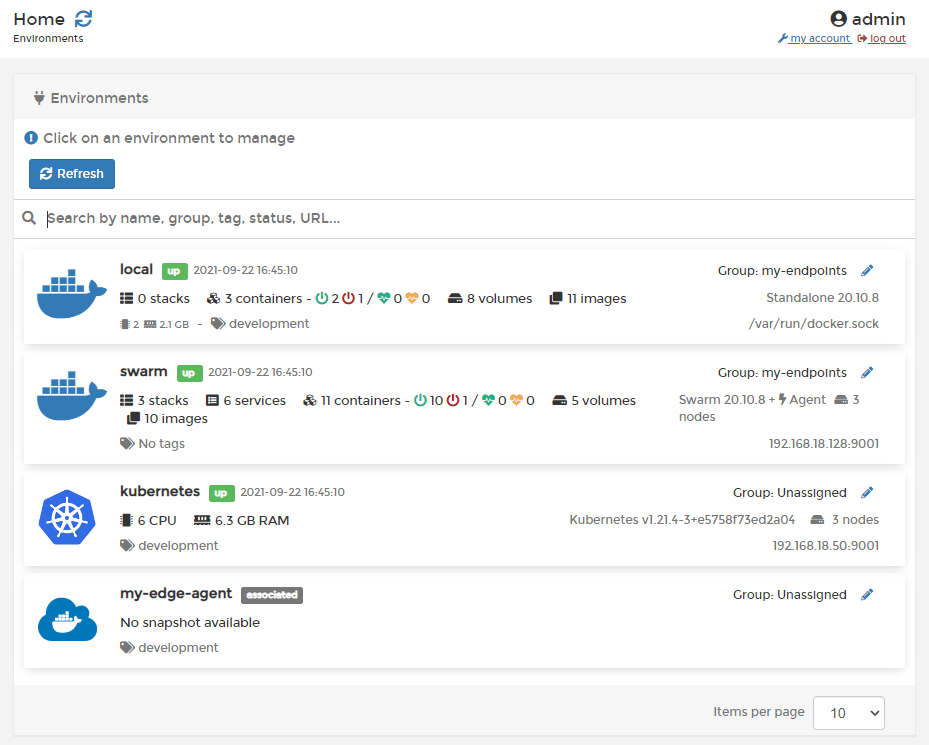 Home
admin
Environments
my account log out
Environments
Click on an environment to manage
Refresh
Search by name, group, tag, status, URL...
local up 2021-09-22 16:45:10
Group: my-endpoints
0 stacks 3 containers - 2 1 / 0 0 8 volumes 11 images
Standalone 20.10.8
2 2.1 GB - development
/var/run/docker.sock
swarm up 2021-09-22 16:45:10
Group: my-endpoints
3 stacks 6 services 11 containers - 10 1 / 0 0 5 volumes
10 images
Swarm 20.10.8 + Agent 3
nodes
No tags
192.168.18.128:9001
kubernetes up 2021-09-22 16:45:10
Group: Unassigned
6 CPU 6.3 GB RAM
Kubernetes v1.21.4-3+e5758f73ed2a04 3 nodes
development
192.168.18.50:9001
my-edge-agent associated
Group: Unassigned
No snapshot available
development
Items per page 10